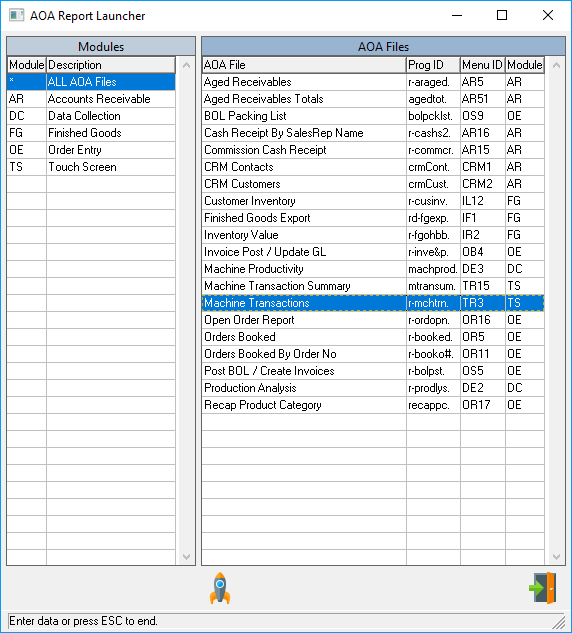 AOA Report Launcher
Modules
Module Description
* ALL AOA Files
AR Accounts Receivable
DC Data Collection
FG Finished Goods
OE Order Entry
TS Touch Screen
AOA Files
AOA File Prog ID Menu ID Module
Aged Receivables r-araged. AR5 AR
Aged Receivables Totals agedtot. AR51 AR
BOL Packing List bolpcklst. OS9 OE
Cash Receipt By SalesRep Name r-cashs2. AR16 AR
Commission Cash Receipt r-commcr. AR15 AR
CRM Contacts crmCont. CRM1 AR
CRM Customers crmCust. CRM2 AR
Customer Inventory r-cusinv. IL12 FG
Finished Goods Export rd-fgexp. IF1 FG
Inventory Value r-fgohbb. IR2 FG
Invoice Post / Update GL r-inve&p. OB4 OE
Machine Productivity machprod. DE3 DC
Machine Transaction Summary mtransum. TR15 TS
Machine Transactions r-mchtrn. TR3 TS
Open Order Report r-ordopn. OR16 OE
Orders Booked r-booked. OR5 OE
Orders Booked By Order No r-booko#. OR11 OE
Post BOL / Create Invoices r-bolpst. OS5 OE
Production Analysis r-prodlys. DE2 DC
Recap Product Category recappc. OR17 OE
Enter data or press ESC to end.